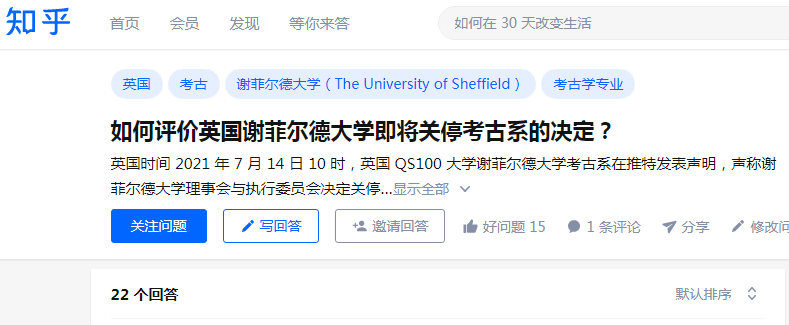 知乎 首页 会员 发现 等你来答 如何在 30 天改变生活
英国 考古 谢菲尔德大学（The University of Sheffield） 考古学专业
如何评价英国谢菲尔德大学即将关停考古系的决定？
英国时间 2021 年 7 月 14 日 10 时，英国 QS100 大学谢菲尔德大学考古系在推特发表声明，声称谢
菲尔德大学理事会与执行委员会决定关停...显示全部
关注问题 写回答 邀请回答 好问题 15 1 条评论 分享 修改问
22 个回答 默认排序